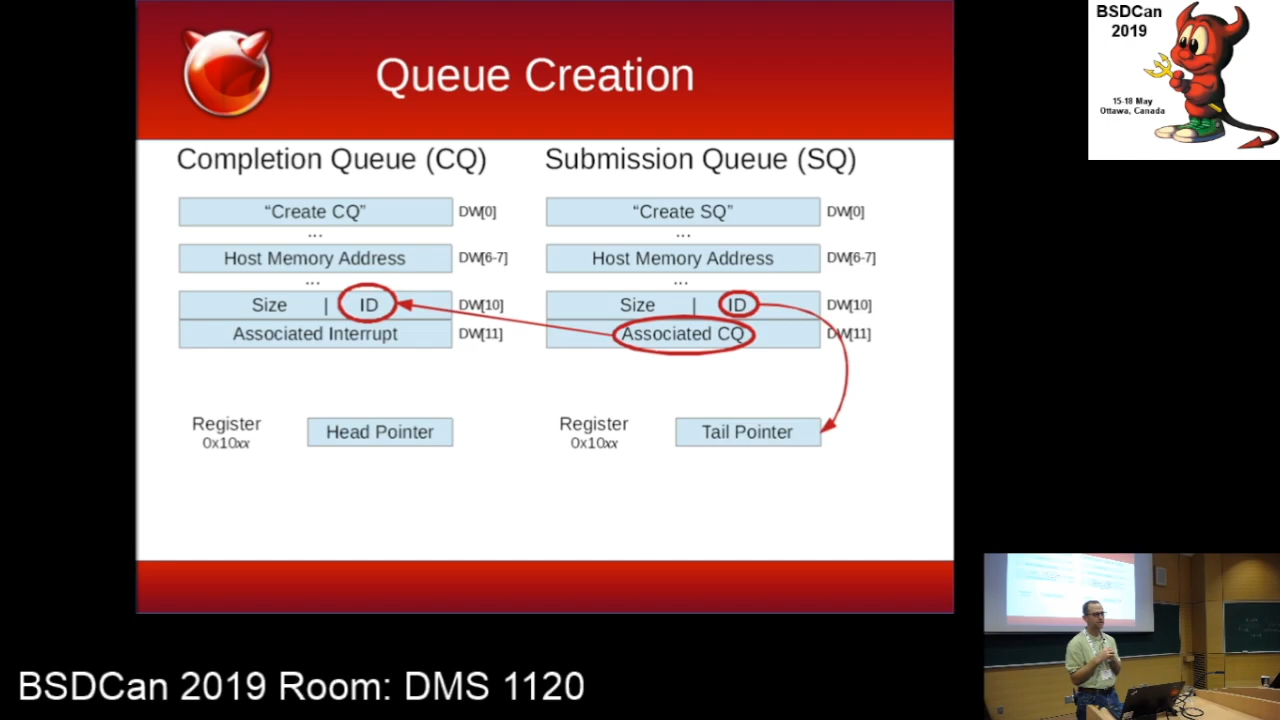 Queue Creation
BSDCan
2019
15-18 May
Ottawa, Canada
Completion Queue (CQ)
“Create CQ”
DW[0]
...
Host Memory Address
DW[6-7]
...
Size | ID
DW[10]
Associated Interrupt
DW[11]
Register
0x10xx
Head Pointer
Submission Queue (SQ)
“Create SQ”
DW[0]
...
Host Memory Address
DW[6-7]
...
Size | ID
DW[10]
Associated CQ
DW[11]
Register
0x10xx
Tail Pointer
BSDCan 2019 Room: DMS 1120